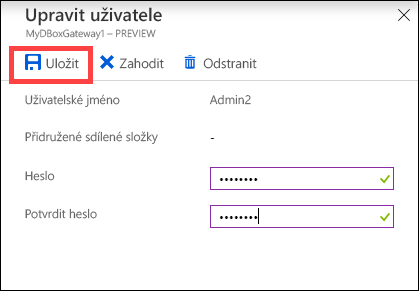 Upravit uživatele
MyDBoxGateway1 – PREVIEW
Uložit Zahodit Odstranit
Uživatelské jméno Admin2
Přidružené sdílené složky -
Heslo ••••••••
Potvrdit heslo ••••••••